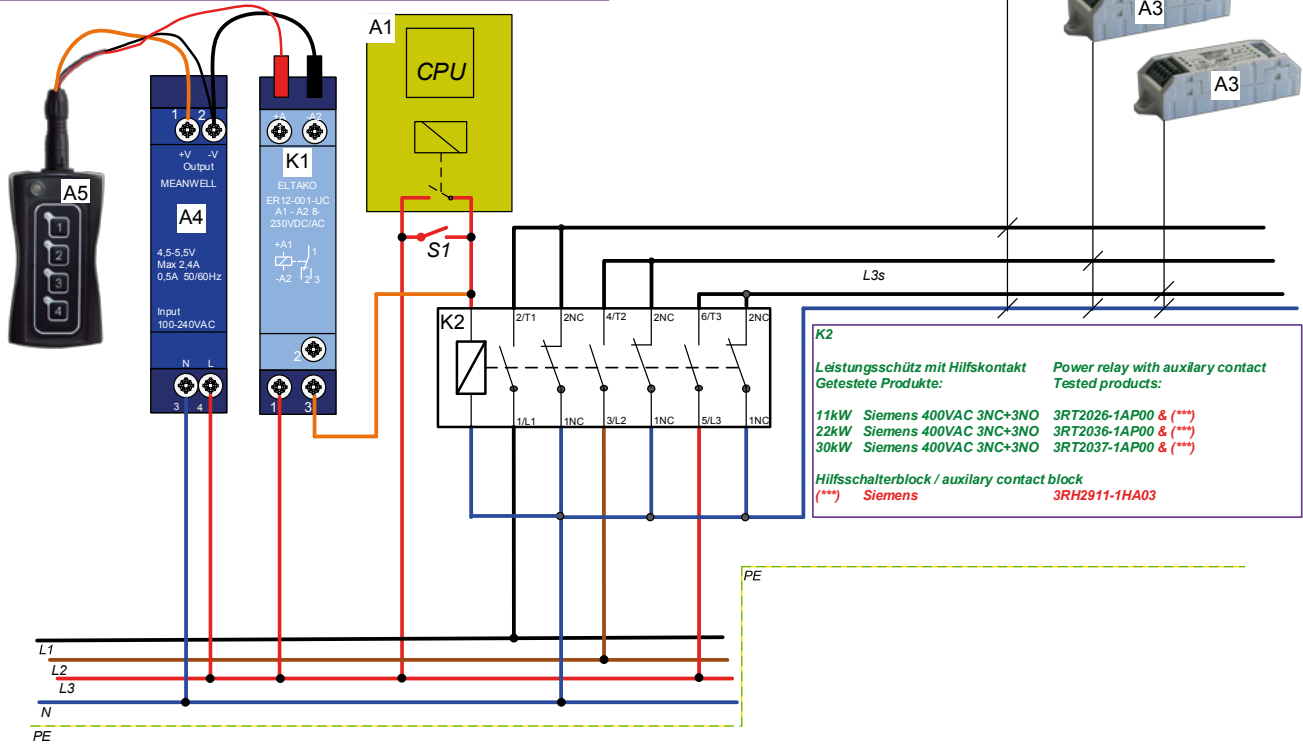 A1
CPU
A3
A3
A5
1
2
3
4
1 2
+V -V
Output
MEANWELL
A4
4,5-5,5V
Max 2,4A
0,5A 50/60Hz
Input
100-240VAC
N L
3 4
+A -A2
K1
ELTAKO
ER12-001-UC
A1 - A2 8-
230VDC/AC
+A1
1
-A2 2 3
2
1 3
S1
L3s
K2
2/T1 2NC 4/T2 2NC 6/T3 2NC
1/L1 1NC 3/L2 1NC 5/L3 1NC
K2
Leistungsschütz mit Hilfskontakt Power relay with auxilary contact
Getestete Produkte: Tested products:
11kW Siemens 400VAC 3NC+3NO 3RT2026-1AP00 & (***)
22kW Siemens 400VAC 3NC+3NO 3RT2036-1AP00 & (***)
30kW Siemens 400VAC 3NC+3NO 3RT2037-1AP00 & (***)
Hilfsschalterblock / auxilary contact block
(***) Siemens 3RH2911-1HA03
PE
L1
L2
L3
N
PE